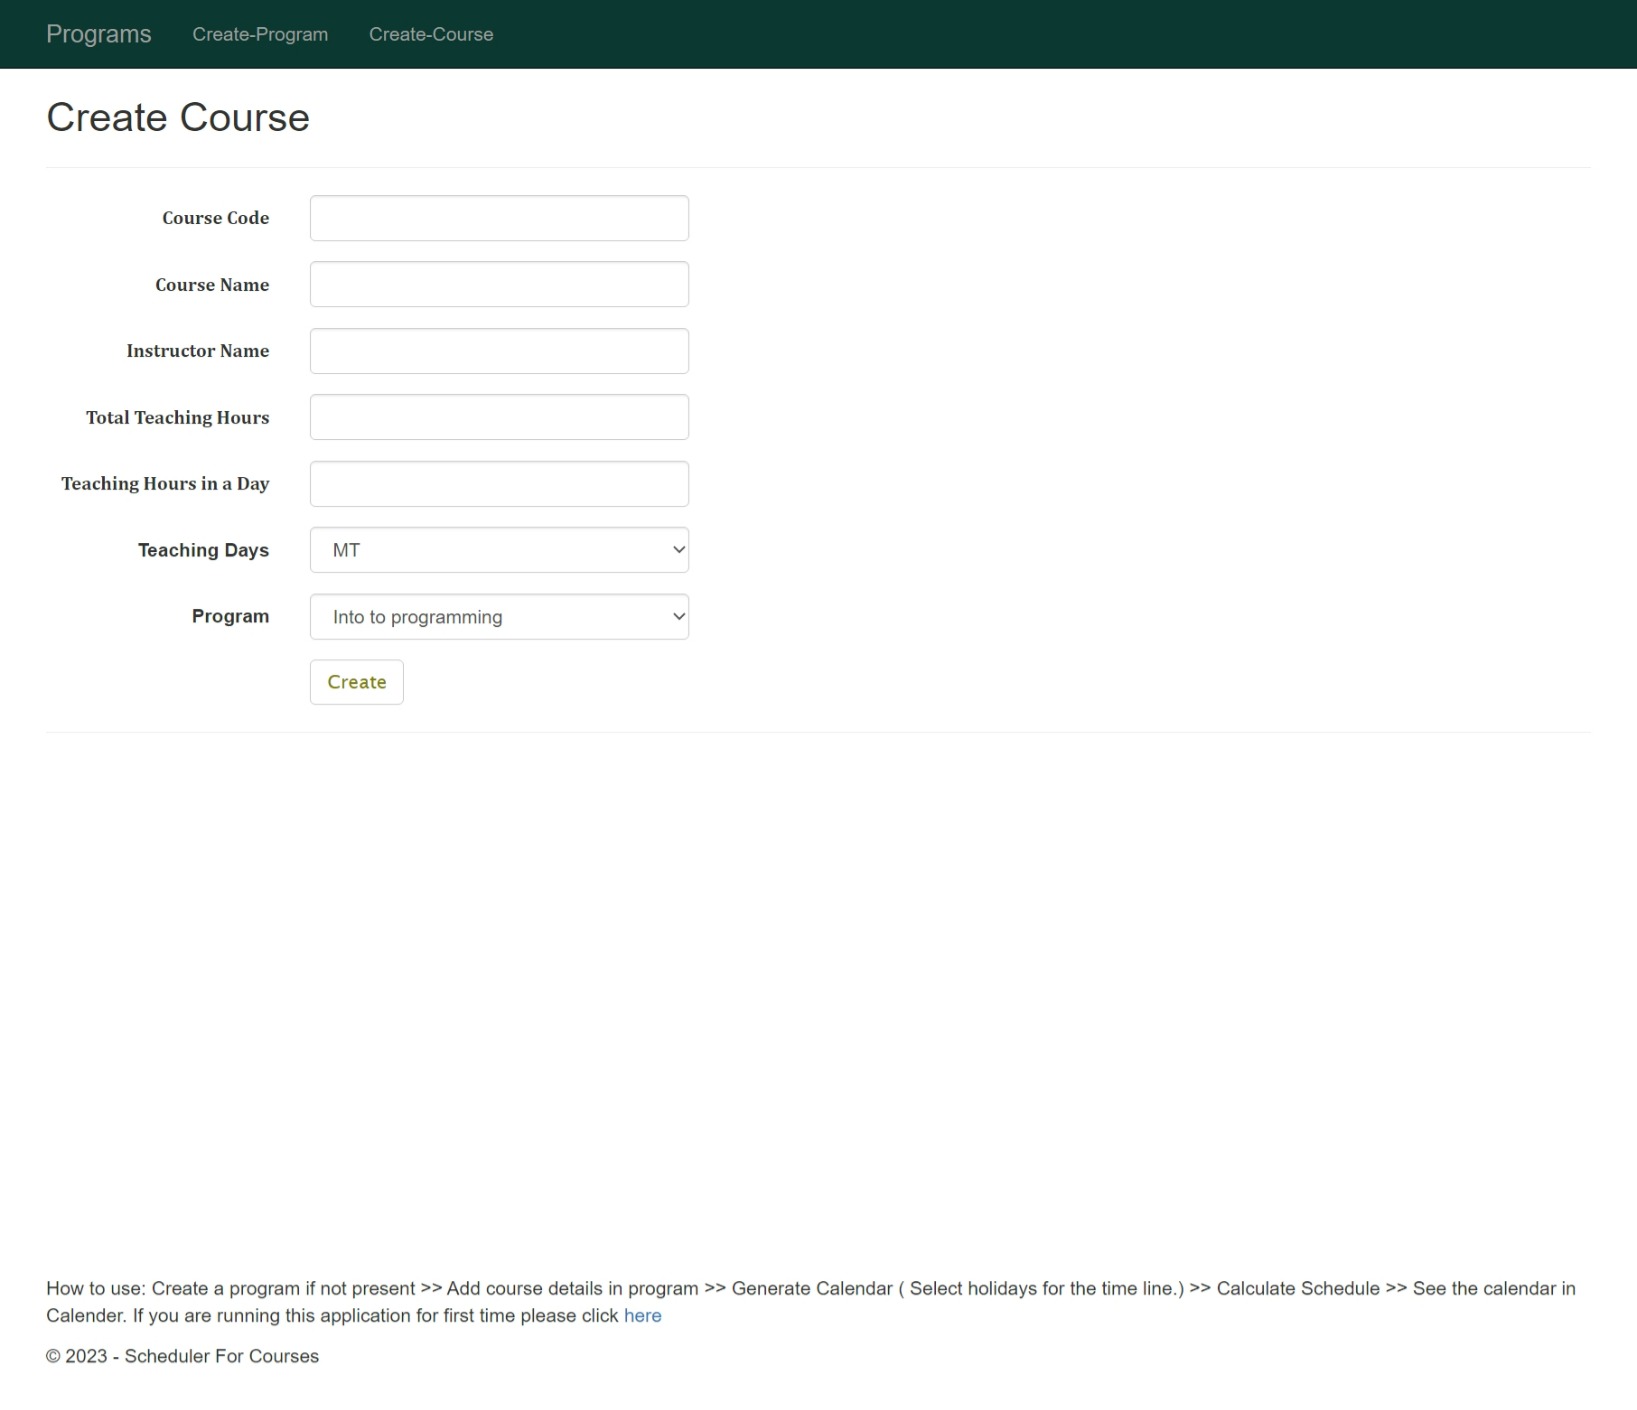 Programs Create-Program Create-Course
Create Course
Course Code
Course Name
Instructor Name
Total Teaching Hours
Teaching Hours in a Day
Teaching Days MT
Program Into to programming
Create
How to use: Create a program if not present >> Add course details in program >> Generate Calendar ( Select holidays for the time line.) >> Calculate Schedule >> See the calendar in
Calender. If you are running this application for first time please click here
© 2023 - Scheduler For Courses